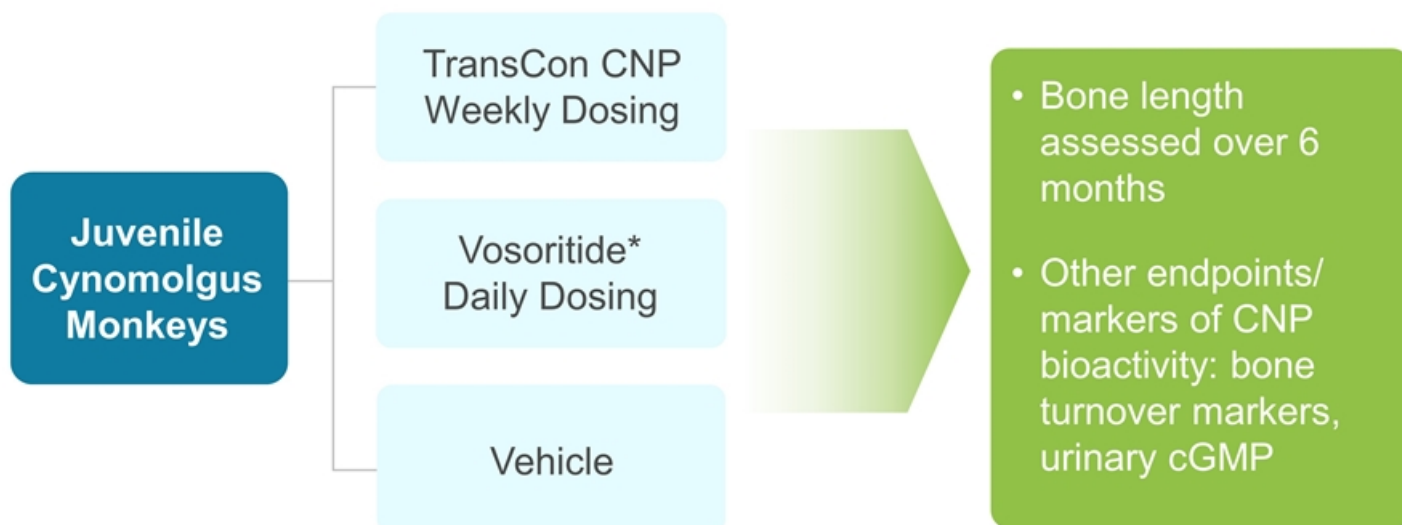 Juvenile
Cynomolgus
Monkeys
TransCon CNP
Weekly Dosing
Vosoritide*
Daily Dosing
Vehicle
• Bone length
assessed over 6
months
• Other endpoints/
markers of CNP
bioactivity: bone
turnover markers,
urinary cGMP